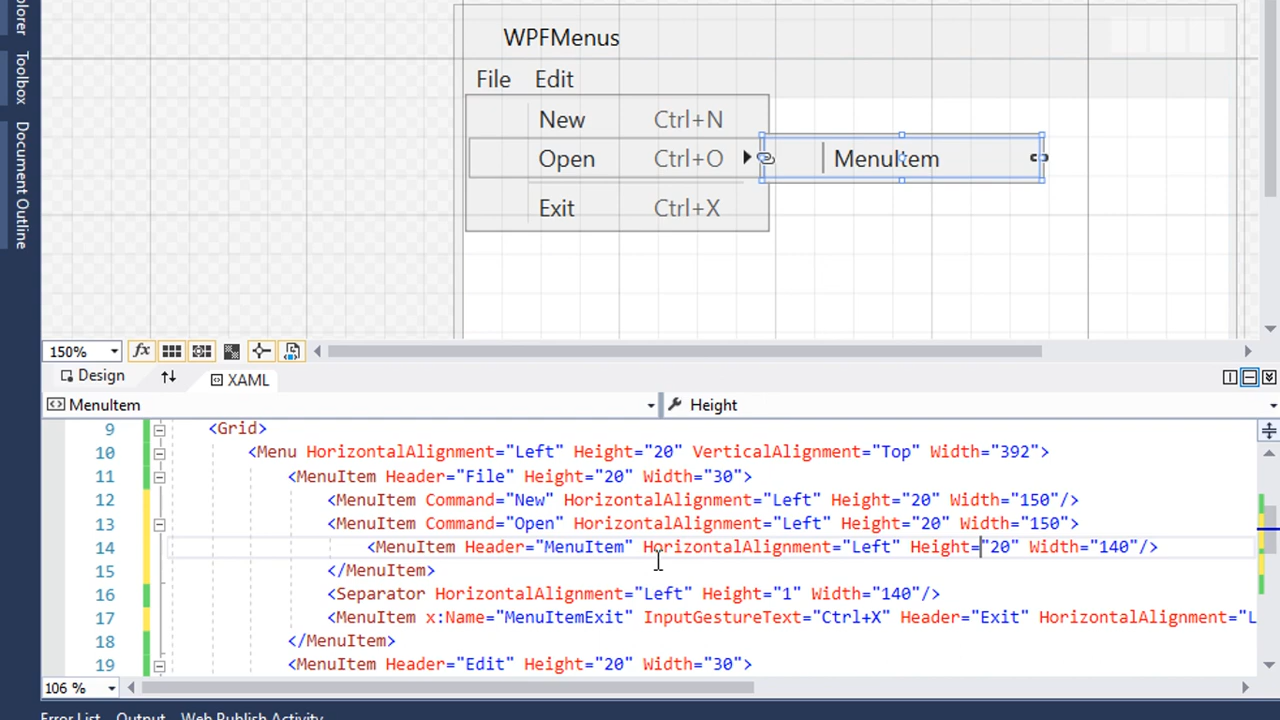 plorer
Toolbox
Document Outline
WPFMenus
File Edit
New Ctrl+N
Open Ctrl+O MenuItem
Exit Ctrl+X
150% fx
Design XAML
MenuItem Height
9 <Grid>
10 <Menu HorizontalAlignment="Left" Height="20" VerticalAlignment="Top" Width="392">
11 <MenuItem Header="File" Height="20" Width="30">
12 <MenuItem Command="New" HorizontalAlignment="Left" Height="20" Width="150"/>
13 <MenuItem Command="Open" HorizontalAlignment="Left" Height="20" Width="150">
14 <MenuItem Header="MenuItem" HorizontalAlignment="Left" Height="20" Width="140"/>
15 </MenuItem>
16 <Separator HorizontalAlignment="Left" Height="1" Width="140"/>
17 <MenuItem x:Name="MenuItemExit" InputGestureText="Ctrl+X" Header="Exit" HorizontalAlignment="L
18 </MenuItem>
19 <MenuItem Header="Edit" Height="20" Width="30">
106 %
Error List Output Web Publish Activity